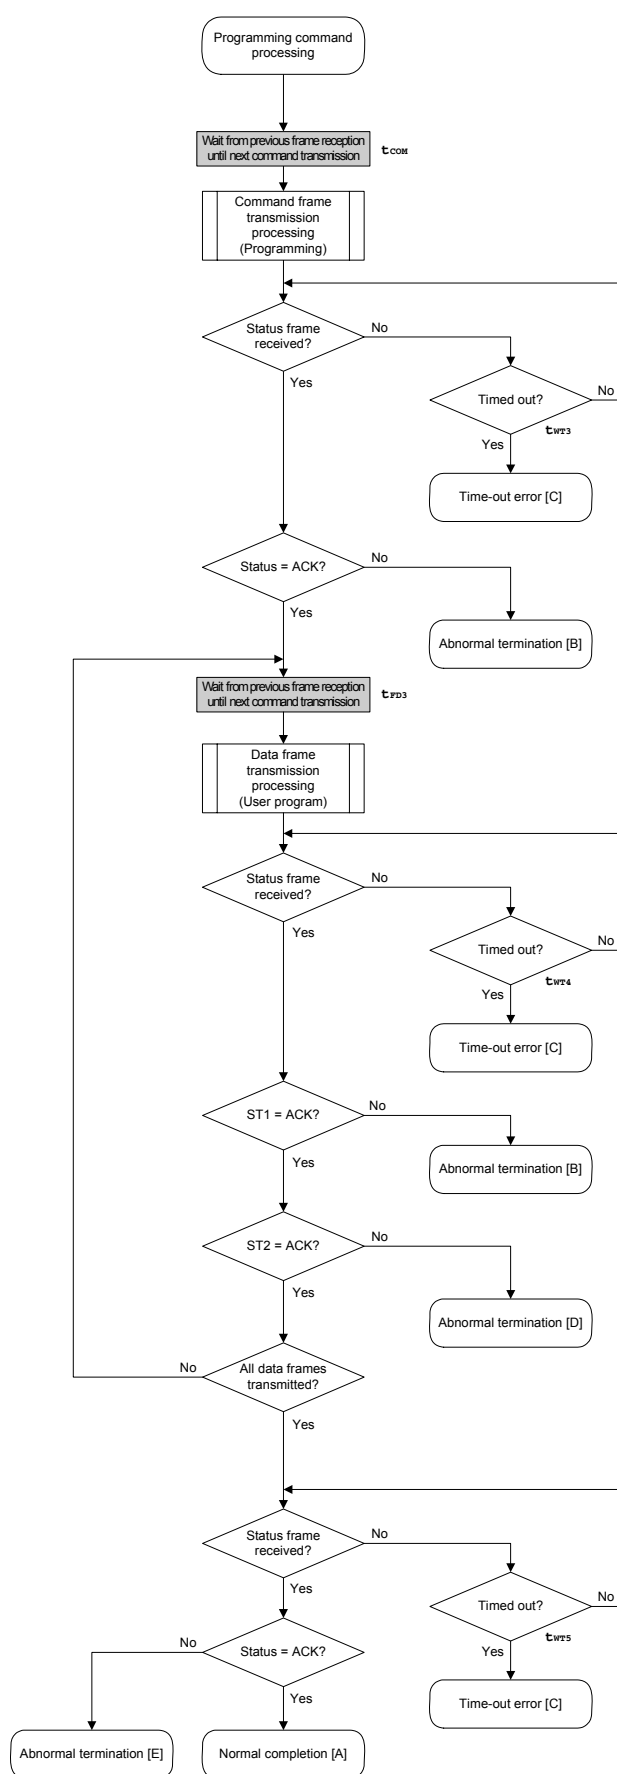 Programming command
processing
Wait from previous frame reception
until next command transmission
tCOM
Command frame
transmission
processing
(Programming)
Status frame
received?
No
Yes
Timed out?
No
tWT3
Yes
Time-out error [C]
Status = ACK?
No
Yes
Abnormal termination [B]
Wait from previous frame reception
until next command transmission
tFD3
Data frame
transmission
processing
(User program)
Status frame
received?
No
Yes
Timed out?
No
tWT4
Yes
Time-out error [C]
ST1 = ACK?
No
Yes
Abnormal termination [B]
ST2 = ACK?
No
Yes
Abnormal termination [D]
No
All data frames
transmitted?
Yes
Status frame
received?
No
Yes
Timed out?
No
tWT5
Yes
Time-out error [C]
No
Status = ACK?
Yes
Abnormal termination [E]
Normal completion [A]